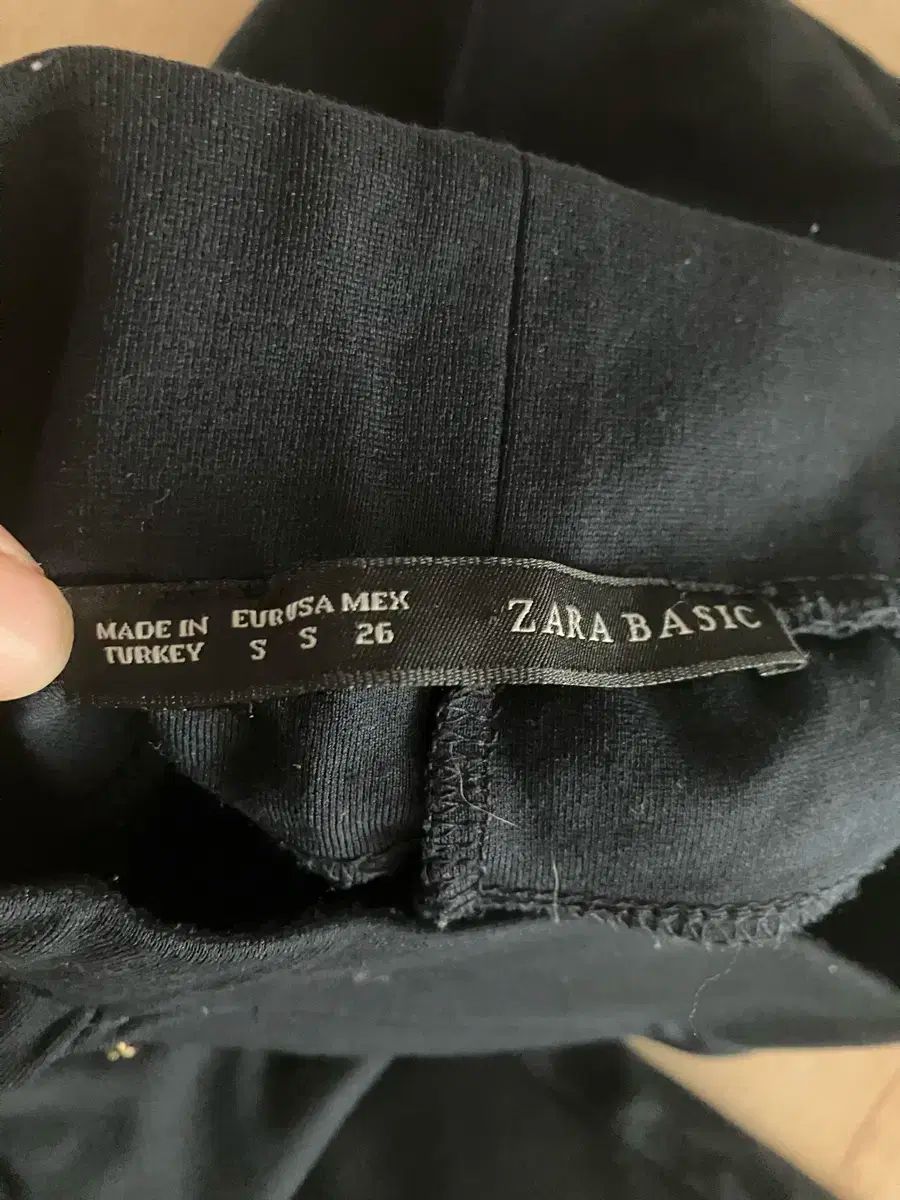 MADE IN
TURKEY
EUR USA MEX
S S 26
ZARA BASIC